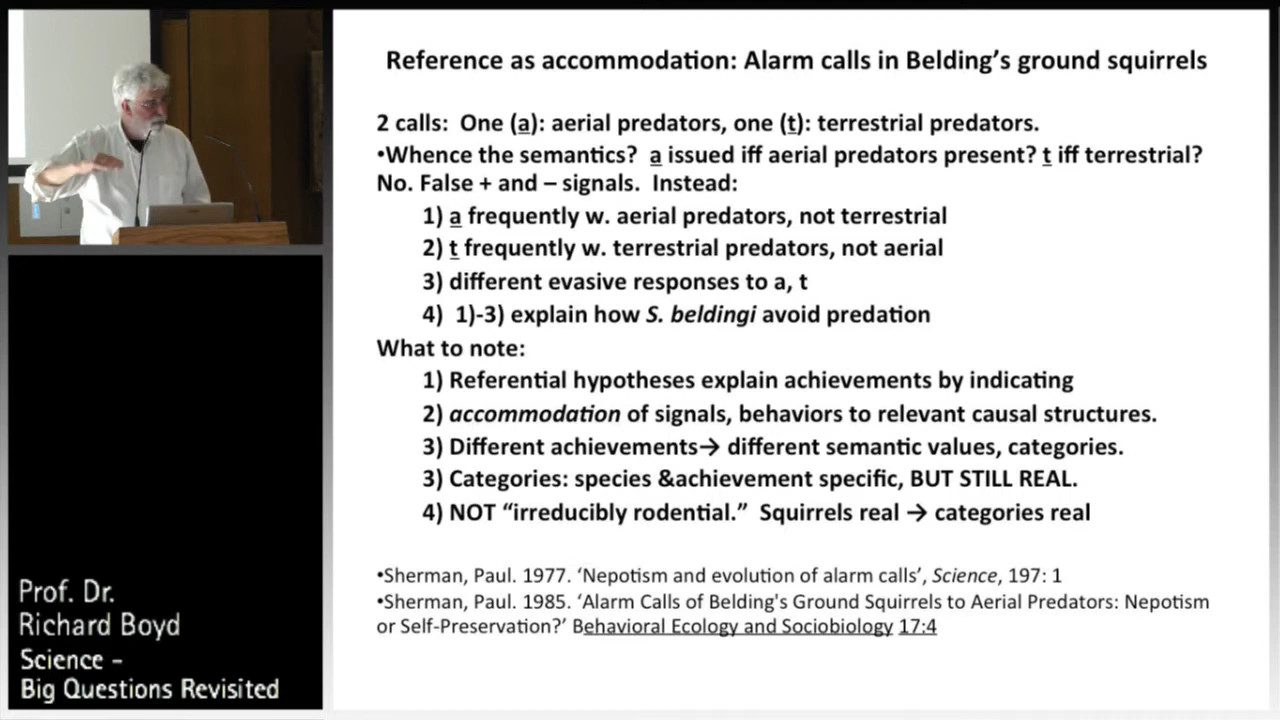 Reference as accommodation: Alarm calls in Belding's ground squirrels
2 calls: One (a): aerial predators, one (t): terrestrial predators.
•Whence the semantics? a issued iff aerial predators present? t iff terrestrial?
No. False + and – signals. Instead:
1) a frequently w. aerial predators, not terrestrial
2) t frequently w. terrestrial predators, not aerial
3) different evasive responses to a, t
4) 1)-3) explain how S. beldingi avoid predation
What to note:
1) Referential hypotheses explain achievements by indicating
2) accommodation of signals, behaviors to relevant causal structures.
3) Different achievements→ different semantic values, categories.
3) Categories: species &achievement specific, BUT STILL REAL.
4) NOT “irreducibly rodential.” Squirrels real → categories real
•Sherman, Paul. 1977. ‘Nepotism and evolution of alarm calls’, Science, 197: 1
•Sherman, Paul. 1985. ‘Alarm Calls of Belding's Ground Squirrels to Aerial Predators: Nepotism
or Self-Preservation?’ Behavioral Ecology and Sociobiology 17:4
Prof. Dr.
Richard Boyd
Science –
Big Questions Revisited